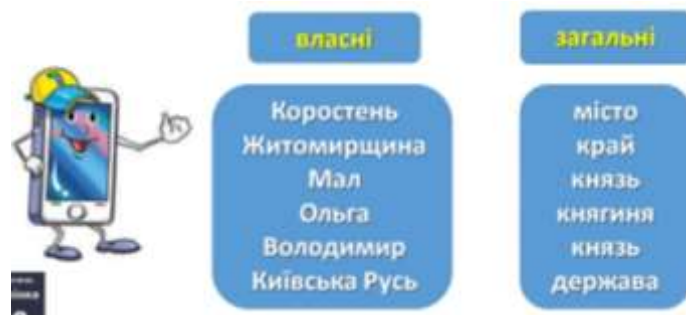 власні
загальні
Коростень
Житомирщина
Мал
Ольга
Володимир
Київська Русь
місто
край
князь
княгиня
князь
держава